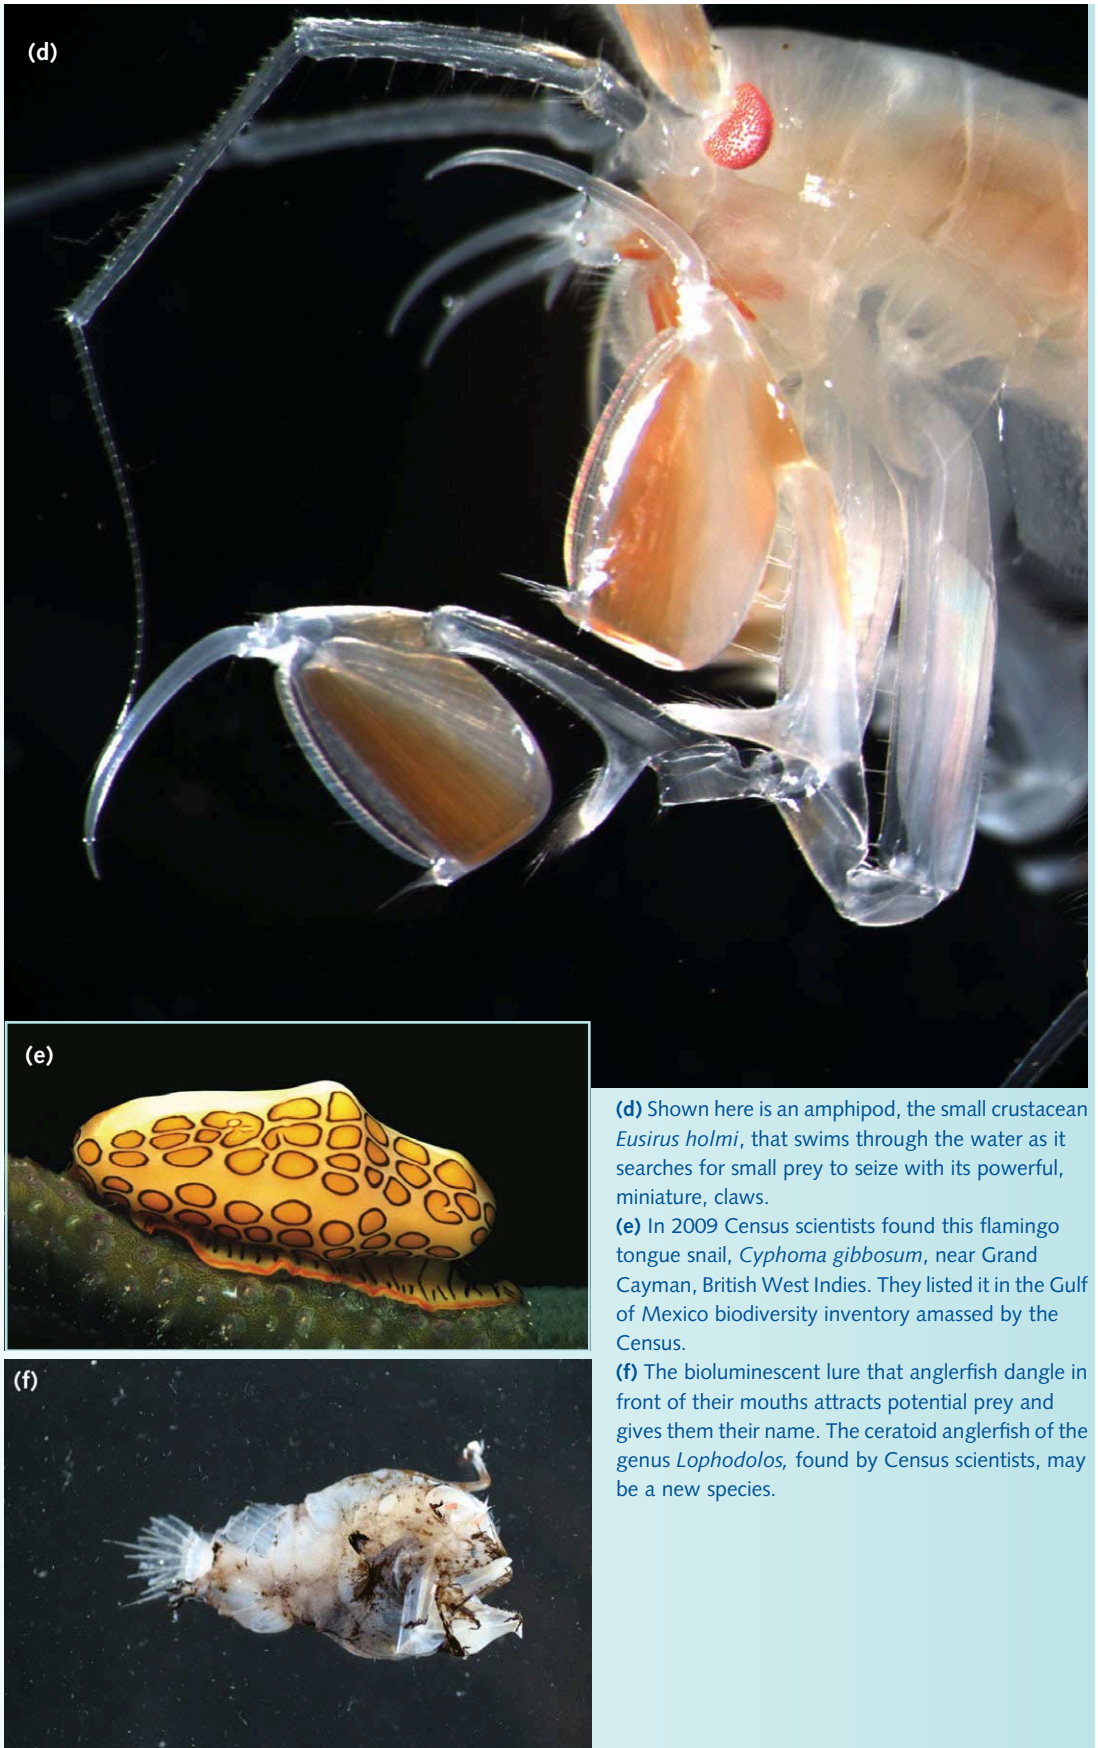 (d)
(e)
(f)
(d) Shown here is an amphipod, the small crustacean
Eusirus holmi, that swims through the water as it
searches for small prey to seize with its powerful,
miniature, claws.
(e) In 2009 Census scientists found this flamingo
tongue snail, Cyphoma gibbosum, near Grand
Cayman, British West Indies. They listed it in the Gulf
of Mexico biodiversity inventory amassed by the
Census.
(f) The bioluminescent lure that anglerfish dangle in
front of their mouths attracts potential prey and
gives them their name. The ceratoid anglerfish of the
genus Lophodolos, found by Census scientists, may
be a new species.